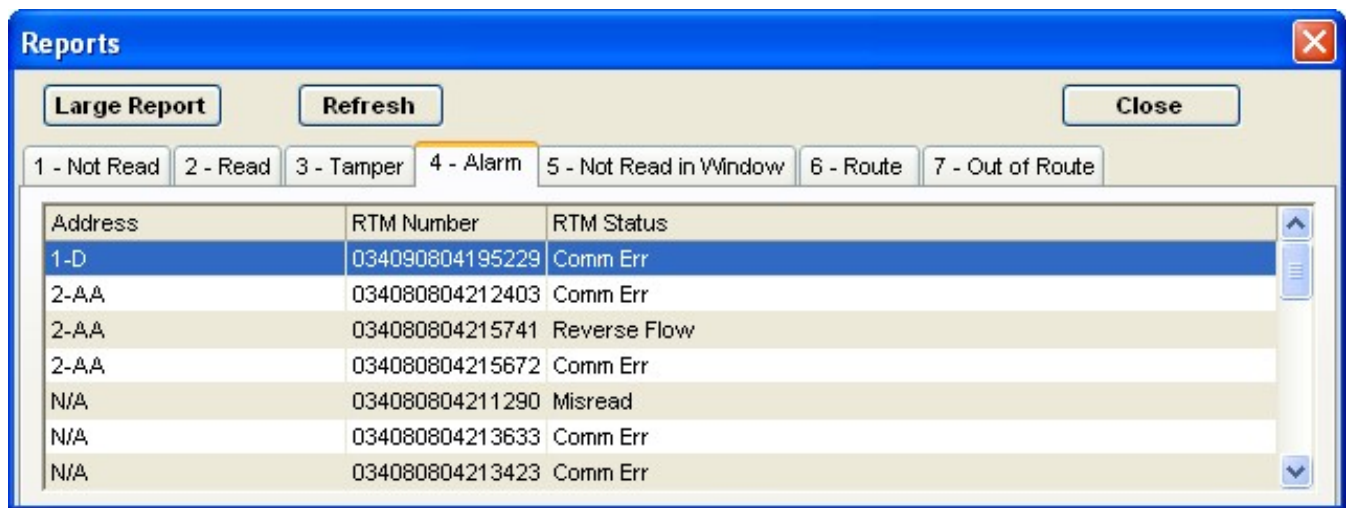 Reports
Large Report Refresh Close
1 - Not Read 2 - Read 3 - Tamper 4 - Alarm 5 - Not Read in Window 6 - Route 7 - Out of Route
Address RTM Number RTM Status
1-D 034090804195229 Comm Err
2-AA 034080804212403 Comm Err
2-AA 034080804215741 Reverse Flow
2-AA 034080804215672 Comm Err
N/A 034080804211290 Misread
N/A 034080804213633 Comm Err
N/A 034080804213423 Comm Err